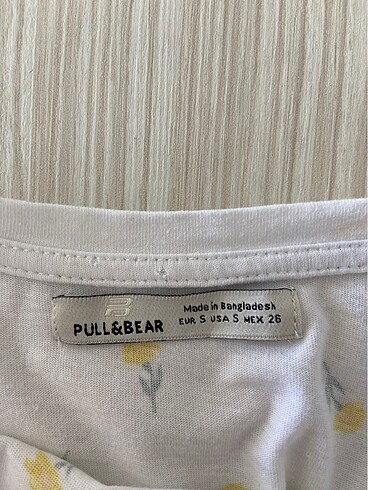 PULL&BEAR
Made in Bangladesh
EUR S USA S MEX 26